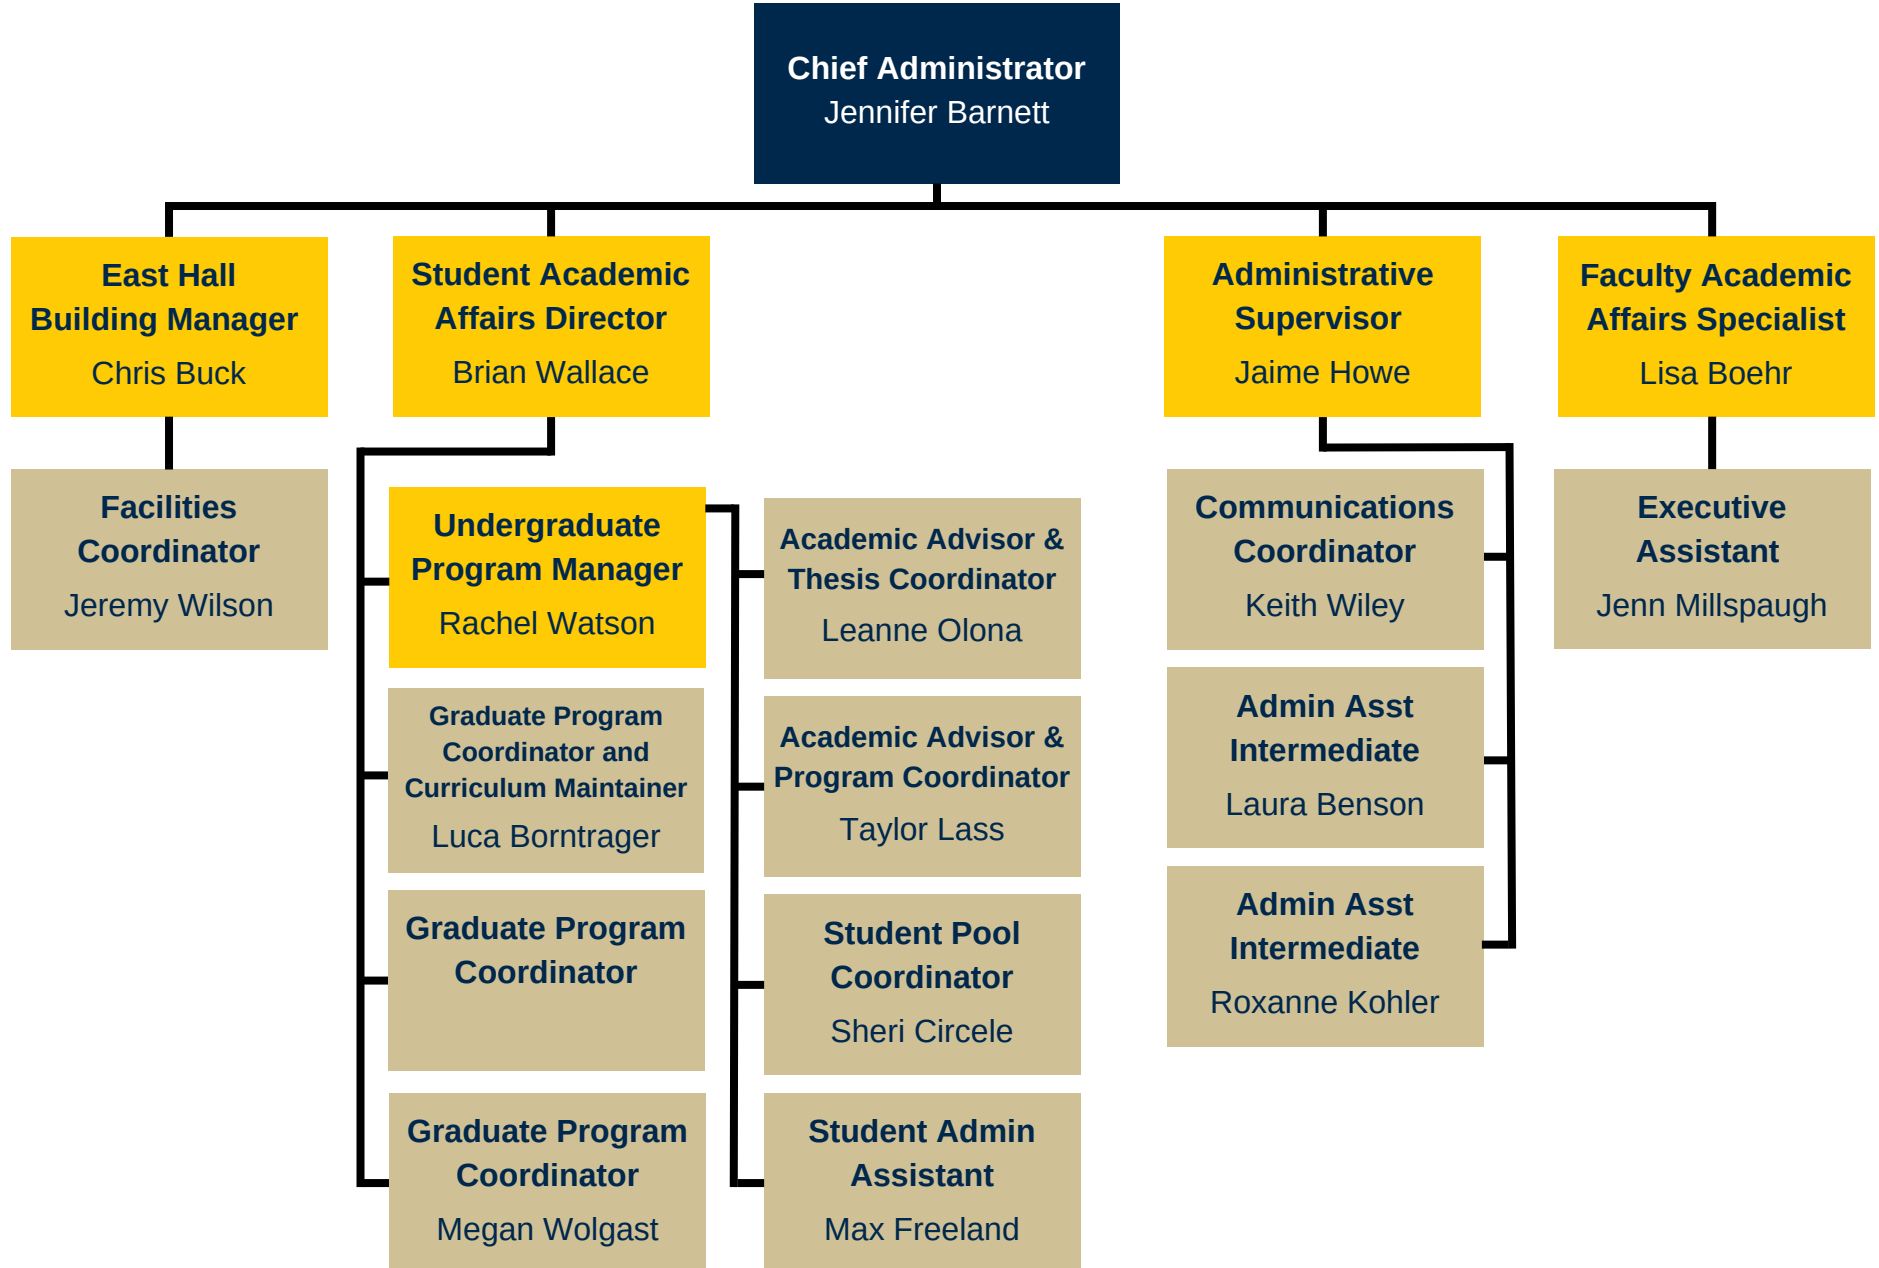 Chief Administrator
Jennifer Barnett
East Hall
Building Manager
Chris Buck
Student Academic
Affairs Director
Brian Wallace
Administrative
Supervisor
Jaime Howe
Faculty Academic
Affairs Specialist
Lisa Boehr
Facilities
Coordinator
Jeremy Wilson
Undergraduate
Program Manager
Rachel Watson
Graduate Program
Coordinator and
Curriculum Maintainer
Luca Borntrager
Graduate Program
Coordinator
Graduate Program
Coordinator
Megan Wolgast
Academic Advisor &
Thesis Coordinator
Leanne Olona
Academic Advisor &
Program Coordinator
Taylor Lass
Student Pool
Coordinator
Sheri Circele
Student Admin
Assistant
Max Freeland
Communications
Coordinator
Keith Wiley
Admin Asst
Intermediate
Laura Benson
Admin Asst
Intermediate
Roxanne Kohler
Executive
Assistant
Jenn Millspaugh